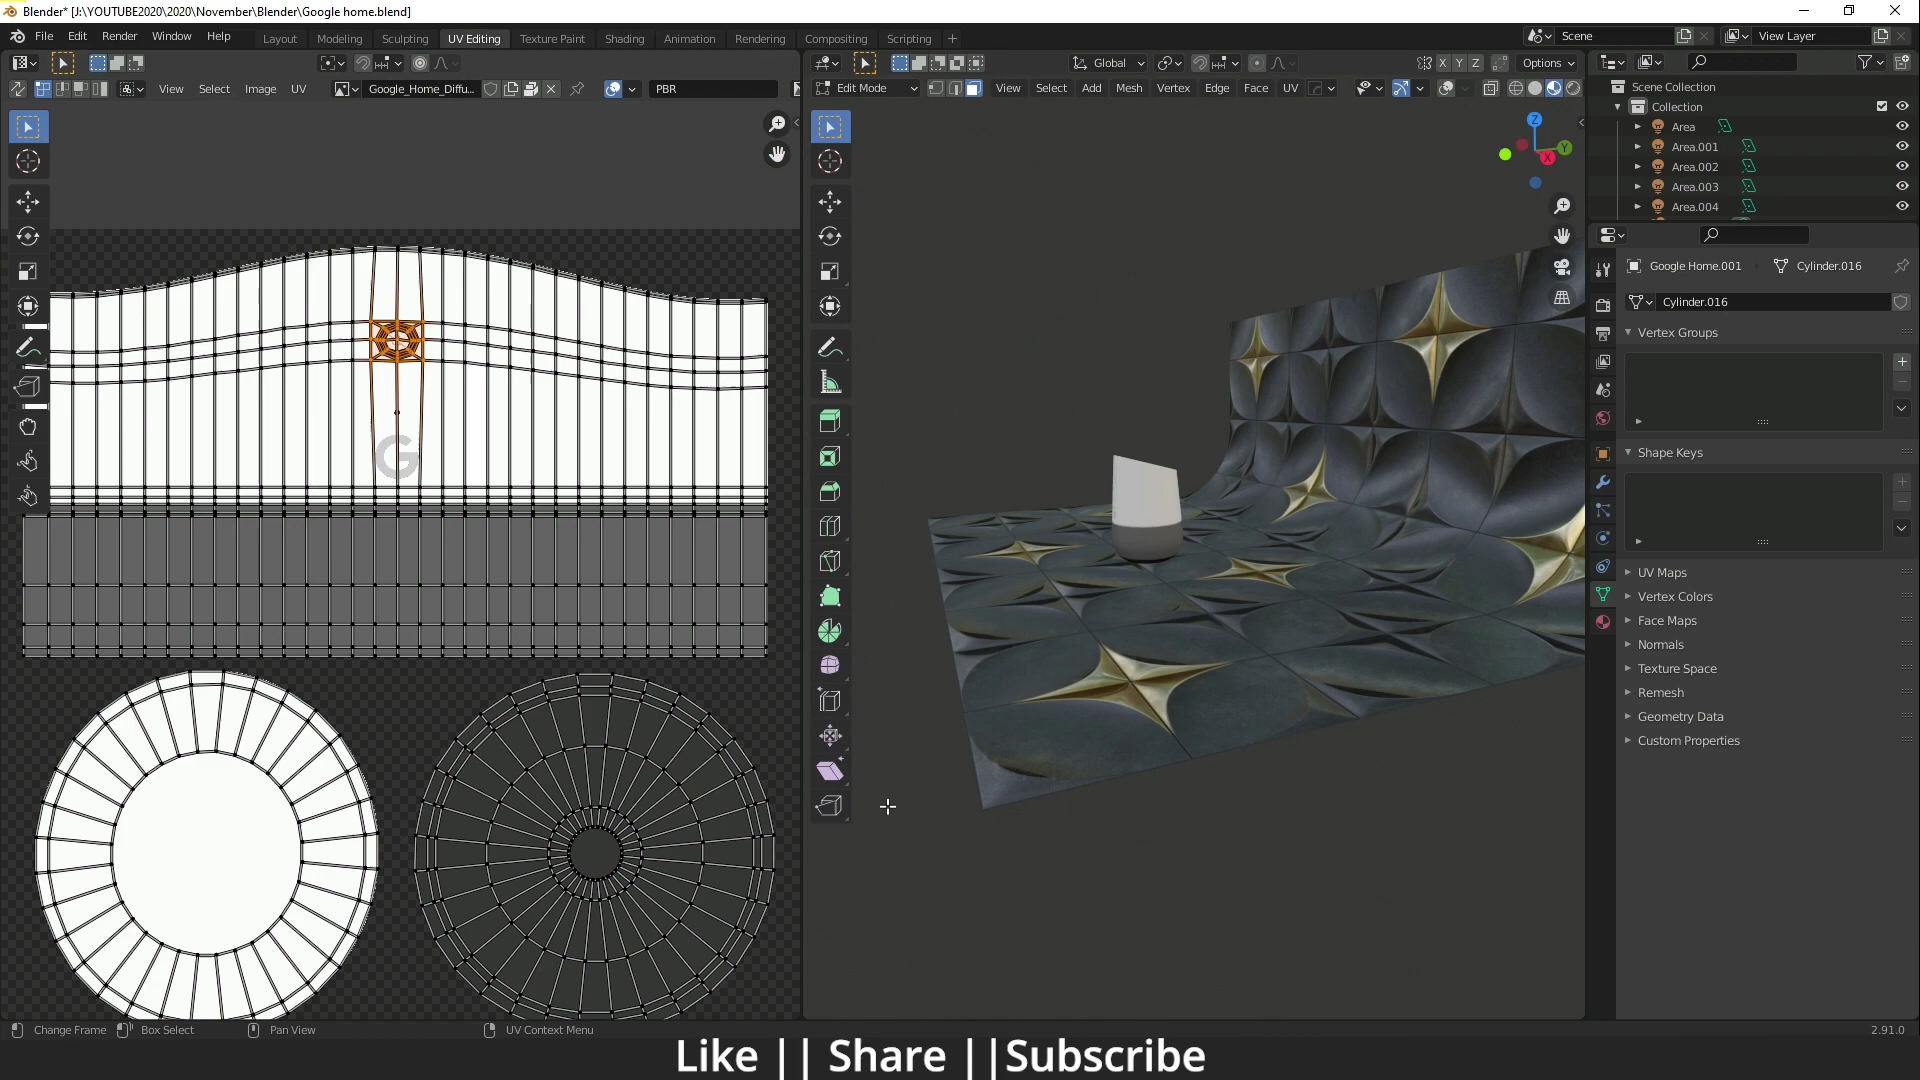 Blender* [J:\YOUTUBE2020\2020\November\Blender\Google home.blend]
File Edit Render Window Help Layout Modeling Sculpting UV Editing Texture Paint Shading Animation Rendering Compositing Scripting + Scene View Layer
Global X Y Z Options
View Select Image UV Google_Home_Diffu... PBR
Edit Mode View Select Add Mesh Vertex Edge Face UV
Scene Collection
Collection
Area
Area.001
Area.002
Area.003
Area.004
Z
Y
X
Google Home.001 Cylinder.016
Cylinder.016
Vertex Groups
Shape Keys
UV Maps
Vertex Colors
Face Maps
Normals
Texture Space
Remesh
Geometry Data
Custom Properties
G
Change Frame Box Select Pan View UV Context Menu 2.91.0
Like || Share ||Subscribe